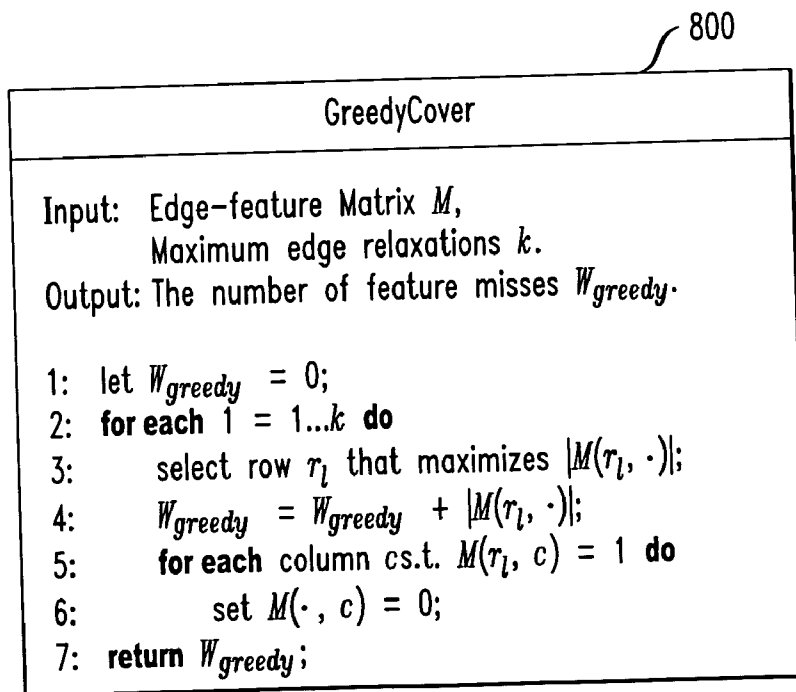 800
GreedyCover
Input: Edge-feature Matrix M,
Maximum edge relaxations k.
Output: The number of feature misses W_greedy.
1: let W_greedy = 0;
2: for each 1 = 1...k do
3: select row r_l that maximizes |M(r_l, ·)|;
4: W_greedy = W_greedy + |M(r_l, ·)|;
5: for each column cs.t. M(r_l, c) = 1 do
6: set M(·, c) = 0;
7: return W_greedy;